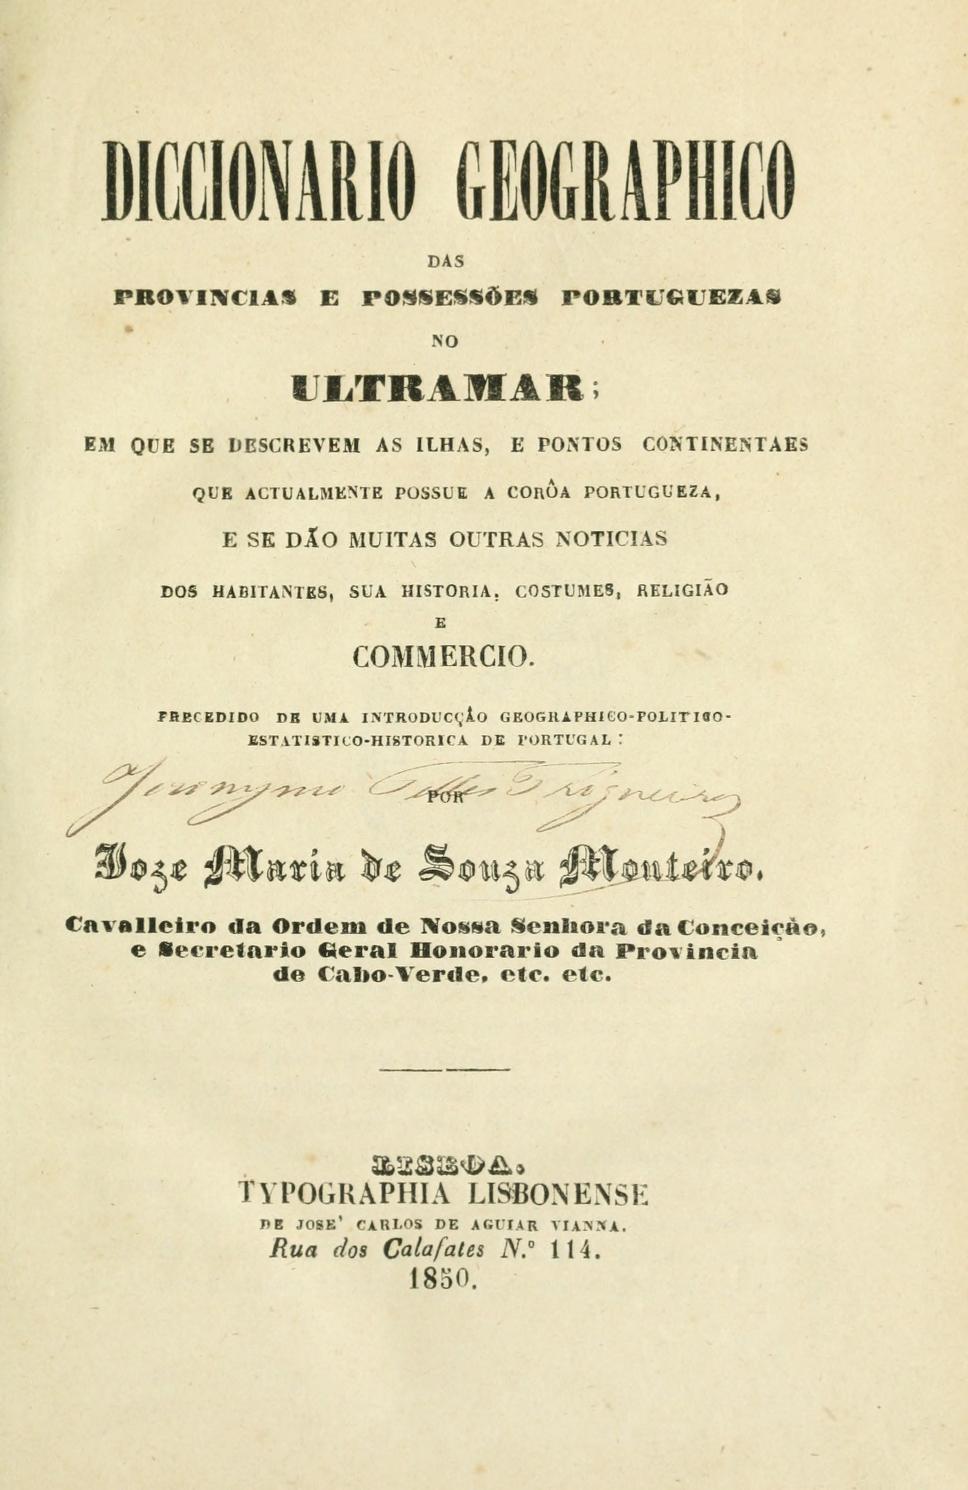 DICCIONARIO GEOGRAPHICO
DAS
PROVINCIAS E POSSESSÕES PORTUGUEZAS
NO
ULTRAMAR;
EM QUE SE DESCREVEM AS ILHAS, E PONTOS CONTINENTAES
QUE ACTUALMENTE POSSUE A CORÔA PORTUGUEZA,
E SE DÃO MUITAS OUTRAS NOTICIAS
DOS HABITANTES, SUA HISTORIA, COSTUMES, RELIGIÃO
E
COMMERCIO.
PRECEDIDO DE UMA INTRODUCÇÃO GEOGRAPHICO-POLITICO-
ESTATISTICO-HISTORICA DE PORTUGAL:
Jeronymo
POR
Joze Maria de Souza Monteiro.
Cavalleiro da Ordem de Nossa Senhora da Conceição,
e Secretario Geral Honorario da Provincia
de Cabo-Verde, etc. etc.
LISBOA,
TYPOGRAPHIA LISBONENSE
DE JOSE' CARLOS DE AGUIAR VIANNA.
Rua dos Calafates N.º 114.
1850.